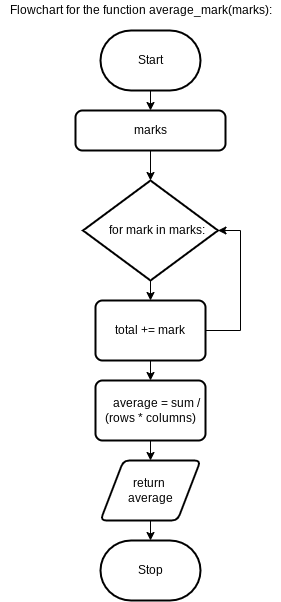 Flowchart for the function average_mark(marks):
Start
marks
for mark in marks:
total += mark
average = sum /
(rows * columns)
return
average
Stop